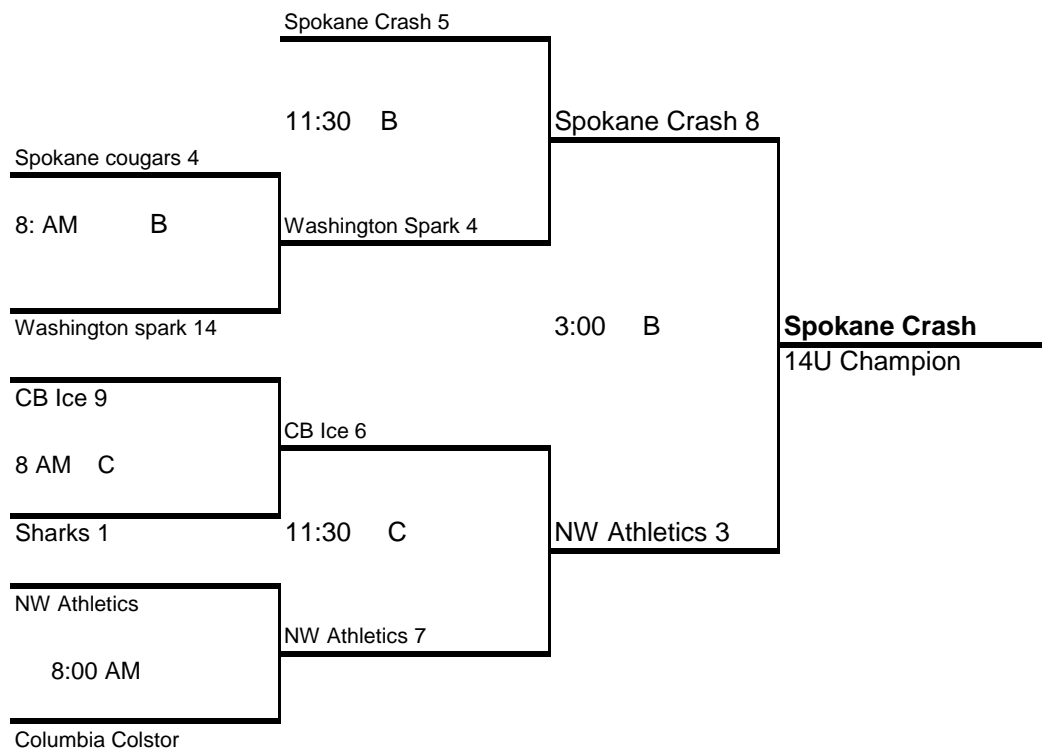 Spokane Crash 5
11:30 B
Spokane Crash 8
Spokane cougars 4
8: AM B
Washington Spark 4
Washington spark 14
3:00 B
Spokane Crash
14U Champion
CB Ice 9
CB Ice 6
8 AM C
Sharks 1
11:30 C
NW Athletics 3
NW Athletics
NW Athletics 7
8:00 AM
Columbia Colstor